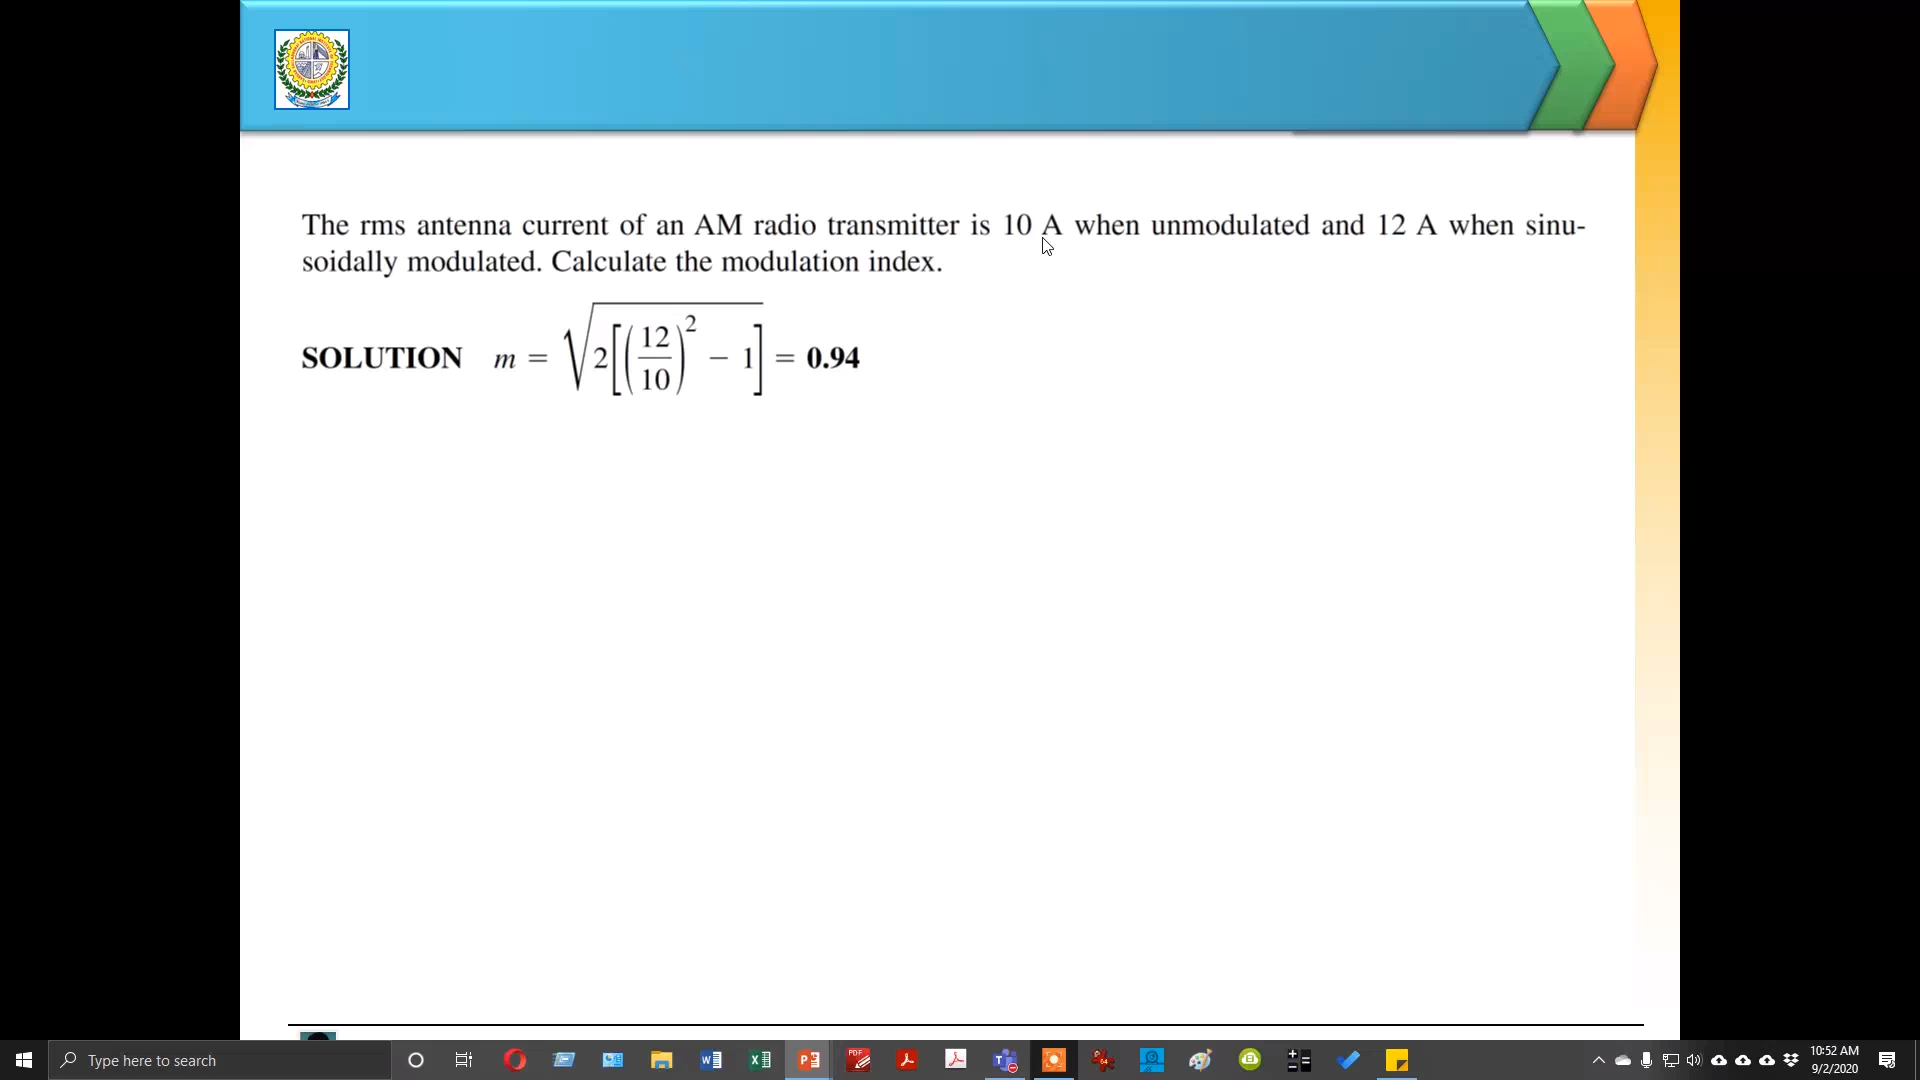 The rms antenna current of an AM radio transmitter is 10 A when unmodulated and 12 A when sinu-
soidally modulated. Calculate the modulation index.
SOLUTION m = √2[(12/10)² − 1] = 0.94
Type here to search
10:52 AM
9/2/2020